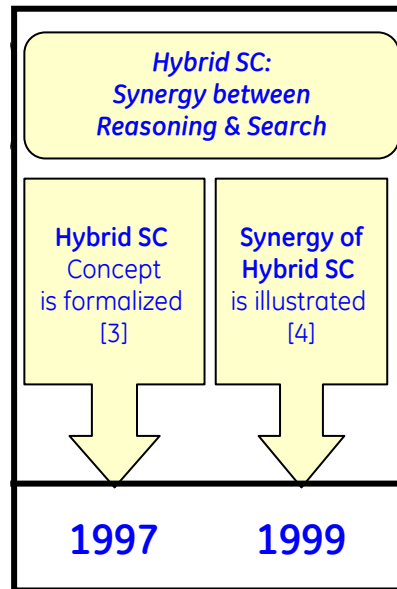 Hybrid SC:
Synergy between
Reasoning & Search
Hybrid SC
Concept
is formalized
[3]
Synergy of
Hybrid SC
is illustrated
[4]
1997
1999